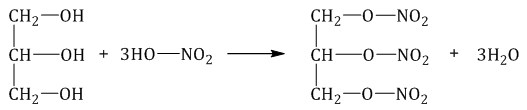 CH₂—OH CH₂—O—NO₂
CH—OH + 3HO—NO₂ ⟶ CH—O—NO₂ + 3H₂O
CH₂—OH CH₂—O—NO₂